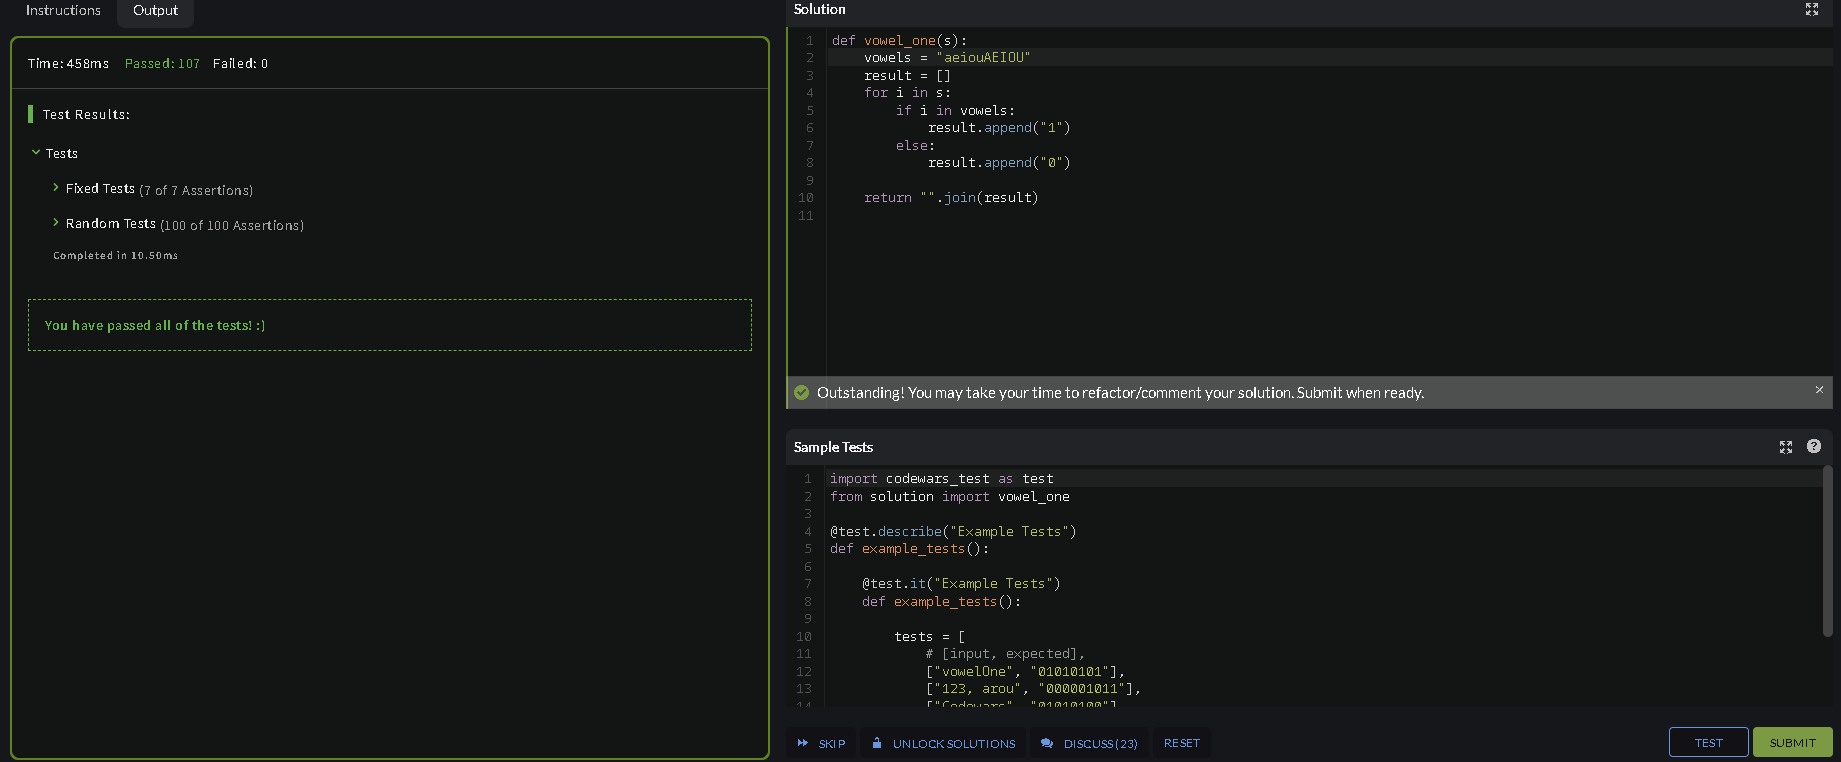 Instructions
Output
Time: 458ms Passed: 107 Failed: 0
Test Results:
Tests
Fixed Tests (7 of 7 Assertions)
Random Tests (100 of 100 Assertions)
Completed in 10.50ms
You have passed all of the tests! :)
Solution
1 def vowel_one(s):
2     vowels = "aeiouAEIOU"
3     result = []
4     for i in s:
5         if i in vowels:
6             result.append("1")
7         else:
8             result.append("0")
9
10     return "".join(result)
11
Outstanding! You may take your time to refactor/comment your solution. Submit when ready.
Sample Tests
1 import codewars_test as test
2 from solution import vowel_one
3
4 @test.describe("Example Tests")
5 def example_tests():
6
7     @test.it("Example Tests")
8     def example_tests():
9
10         tests = [
11             # [input, expected],
12             ["vowelOne", "01010101"],
13             ["123, arou", "000001011"],
14             ["Codewars", "01010100"]
SKIP
UNLOCK SOLUTIONS
DISCUSS (23)
RESET
TEST
SUBMIT